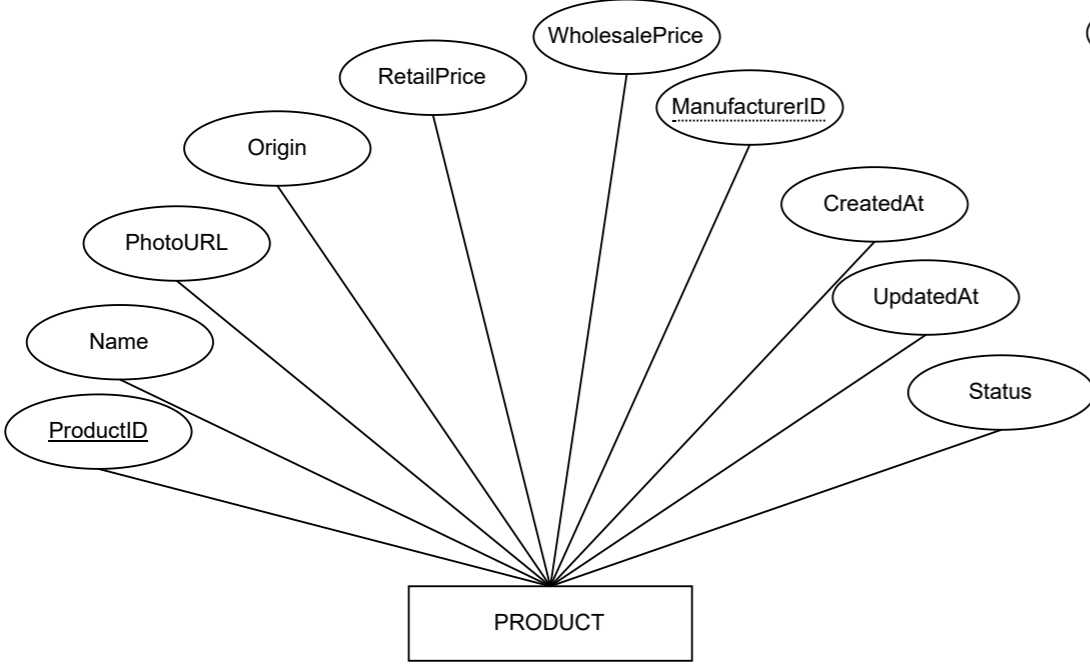 WholesalePrice
RetailPrice
ManufacturerID
Origin
CreatedAt
PhotoURL
UpdatedAt
Name
Status
ProductID
PRODUCT